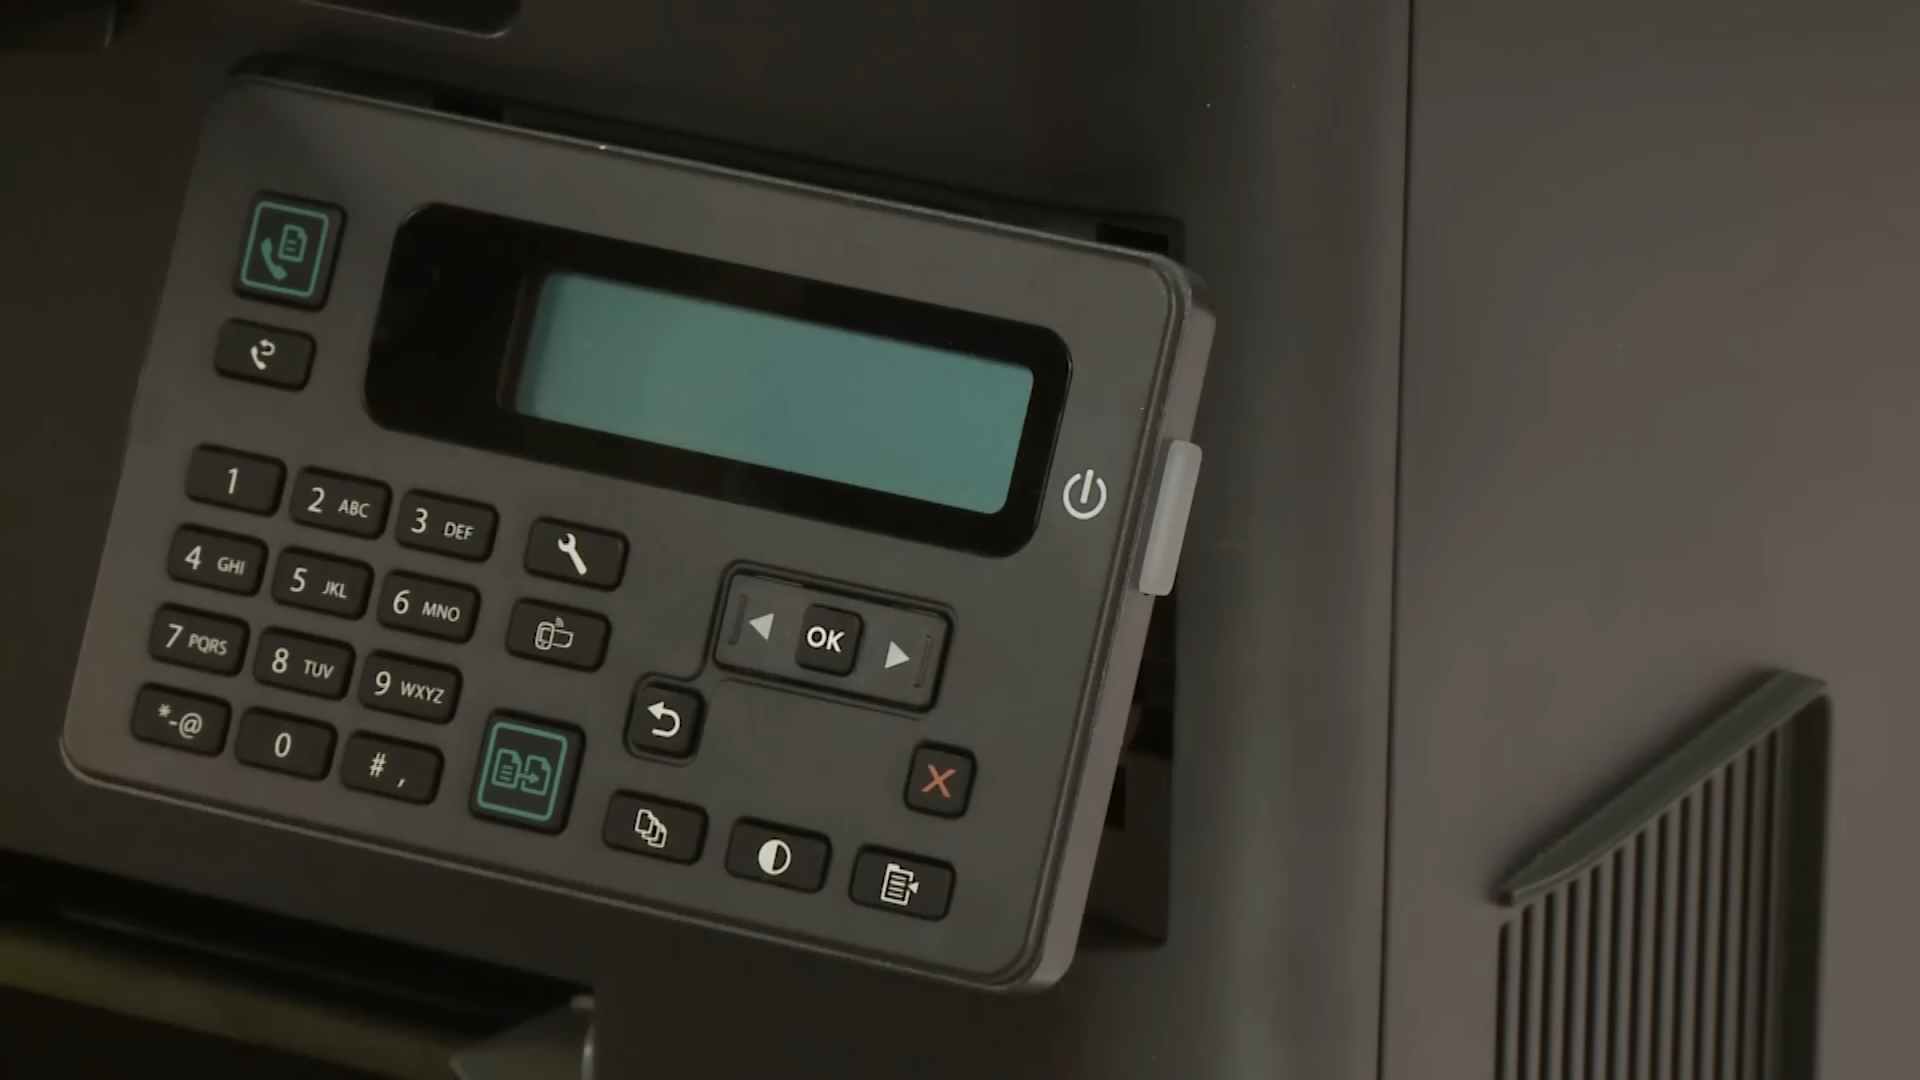 1
2 ABC
3 DEF
4 GHI
5 JKL
6 MNO
OK
7 PQRS
8 TUV
9 WXYZ
*-@
0
# ,